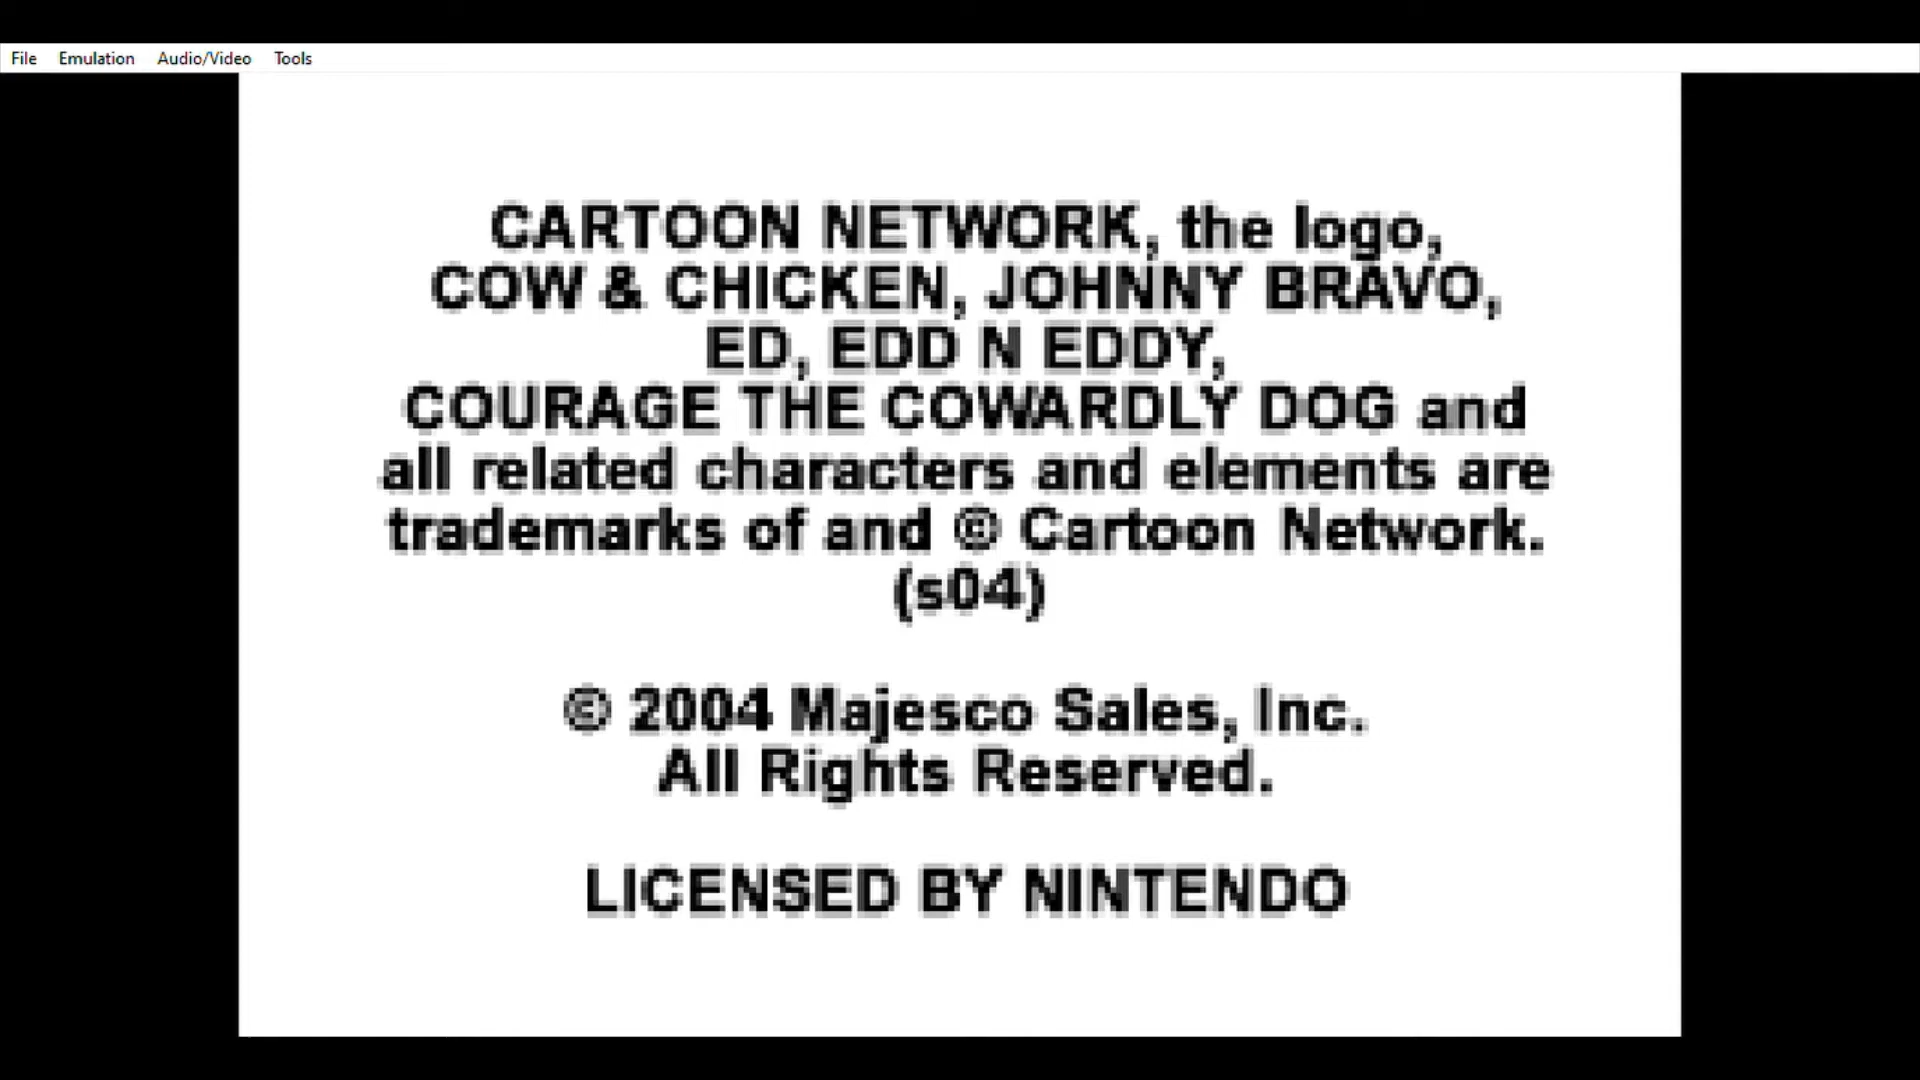 File Emulation Audio/Video Tools
CARTOON NETWORK, the logo,
COW & CHICKEN, JOHNNY BRAVO,
ED, EDD N EDDY,
COURAGE THE COWARDLY DOG and
all related characters and elements are
trademarks of and © Cartoon Network.
(s04)
© 2004 Majesco Sales, Inc.
All Rights Reserved.
LICENSED BY NINTENDO